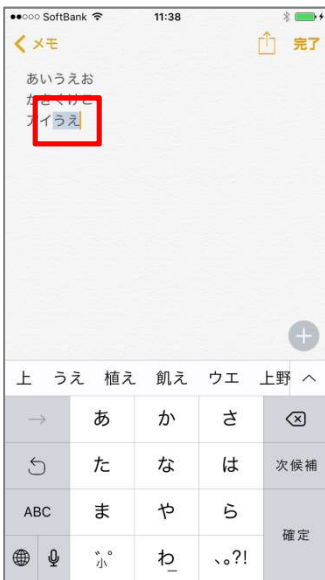 SoftBank 11:38
メモ 完了
あいうえお
かきくけこ
アイうえ
上 うえ 植え 飼え ウエ 上野
→ あ か さ
た な は 次候補
ABC ま や ら
小゛゜ わ 、。?! 確定